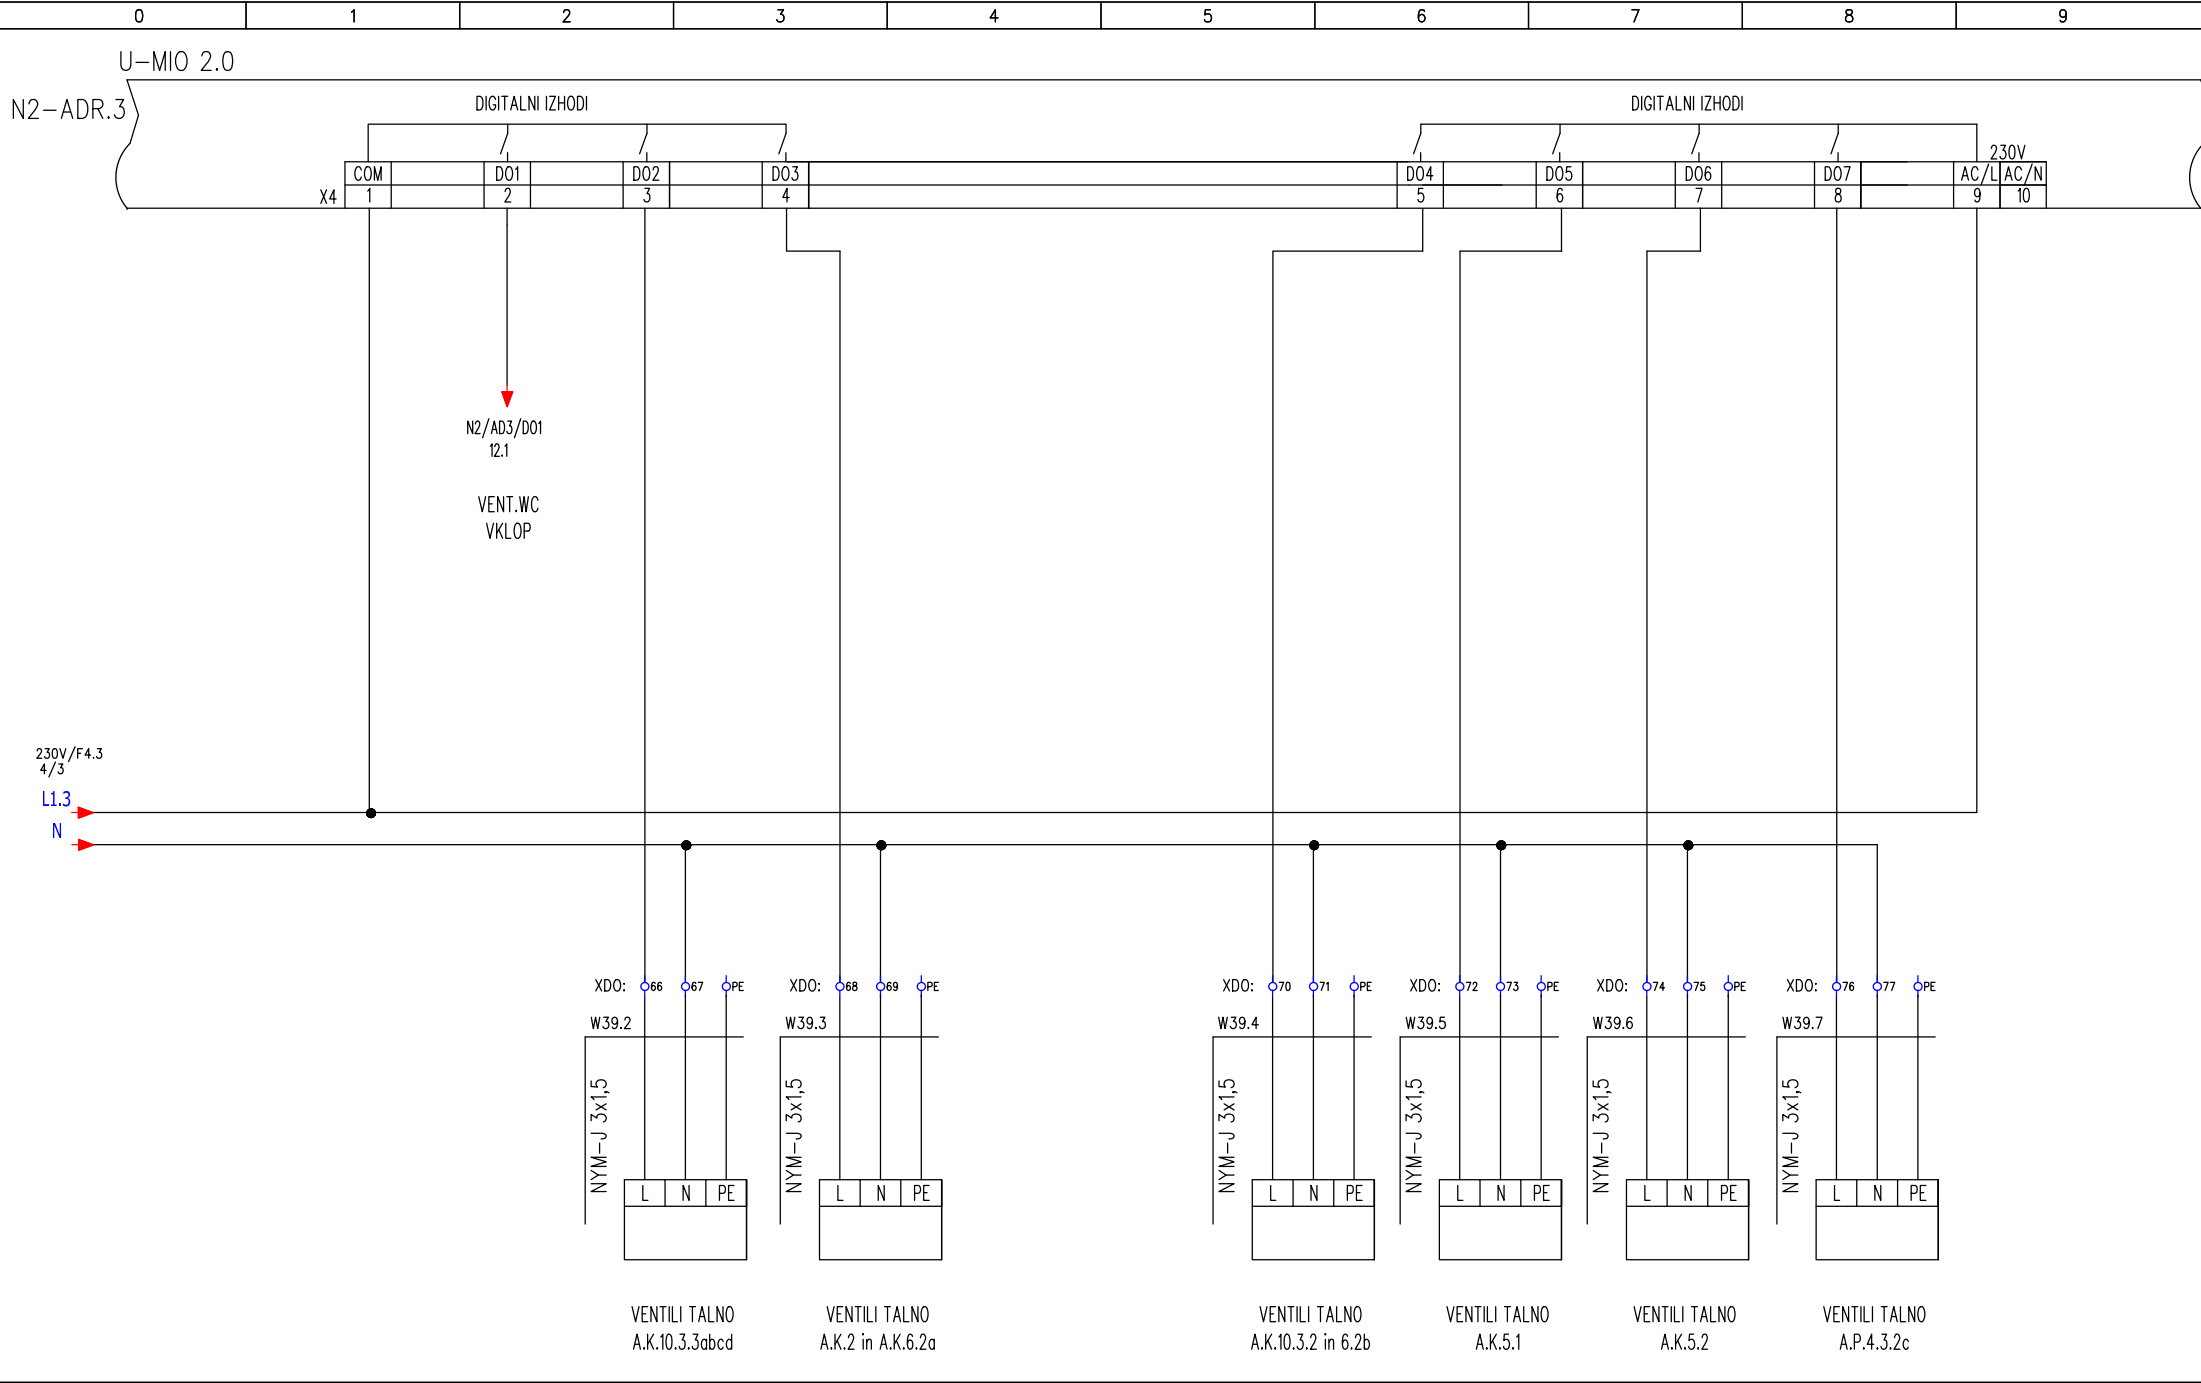 0 1 2 3 4 5 6 7 8 9
U-MIO 2.0
N2-ADR.3
DIGITALNI IZHODI DIGITALNI IZHODI
230V
COM DO1 DO2 DO3 DO4 DO5 DO6 DO7 AC/L AC/N
X4 1 2 3 4 5 6 7 8 9 10
N2/AD3/DO1
12.1
VENT.WC
VKLOP
230V/F4.3
4/3
L1.3
N
XDO: 66 67 PE XDO: 68 69 PE XDO: 70 71 PE XDO: 72 73 PE XDO: 74 75 PE XDO: 76 77 PE
W39.2 W39.3 W39.4 W39.5 W39.6 W39.7
NYM-J 3x1,5 NYM-J 3x1,5 NYM-J 3x1,5 NYM-J 3x1,5 NYM-J 3x1,5 NYM-J 3x1,5
L N PE L N PE L N PE L N PE L N PE L N PE
VENTILI TALNO VENTILI TALNO VENTILI TALNO VENTILI TALNO VENTILI TALNO VENTILI TALNO
A.K.10.3.3abcd A.K.2 in A.K.6.2a A.K.10.3.2 in 6.2b A.K.5.1 A.K.5.2 A.P.4.3.2c